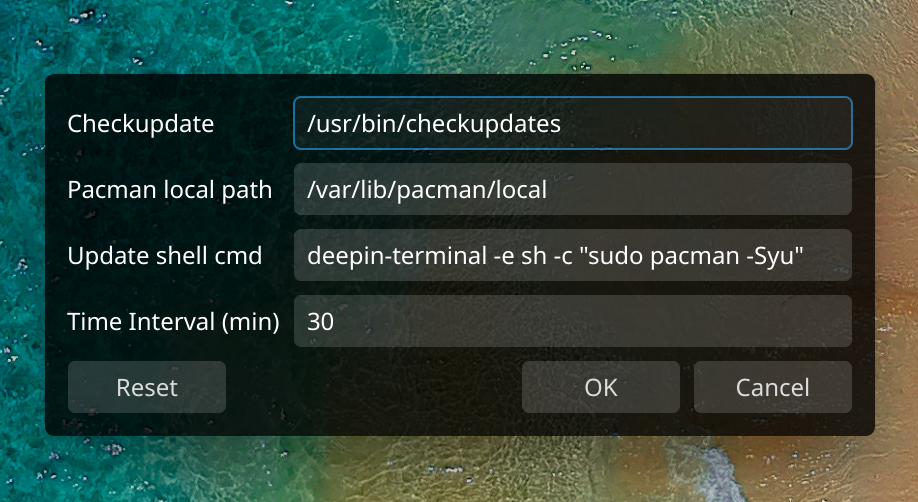 Checkupdate /usr/bin/checkupdates
Pacman local path /var/lib/pacman/local
Update shell cmd deepin-terminal -e sh -c "sudo pacman -Syu"
Time Interval (min) 30
Reset OK Cancel